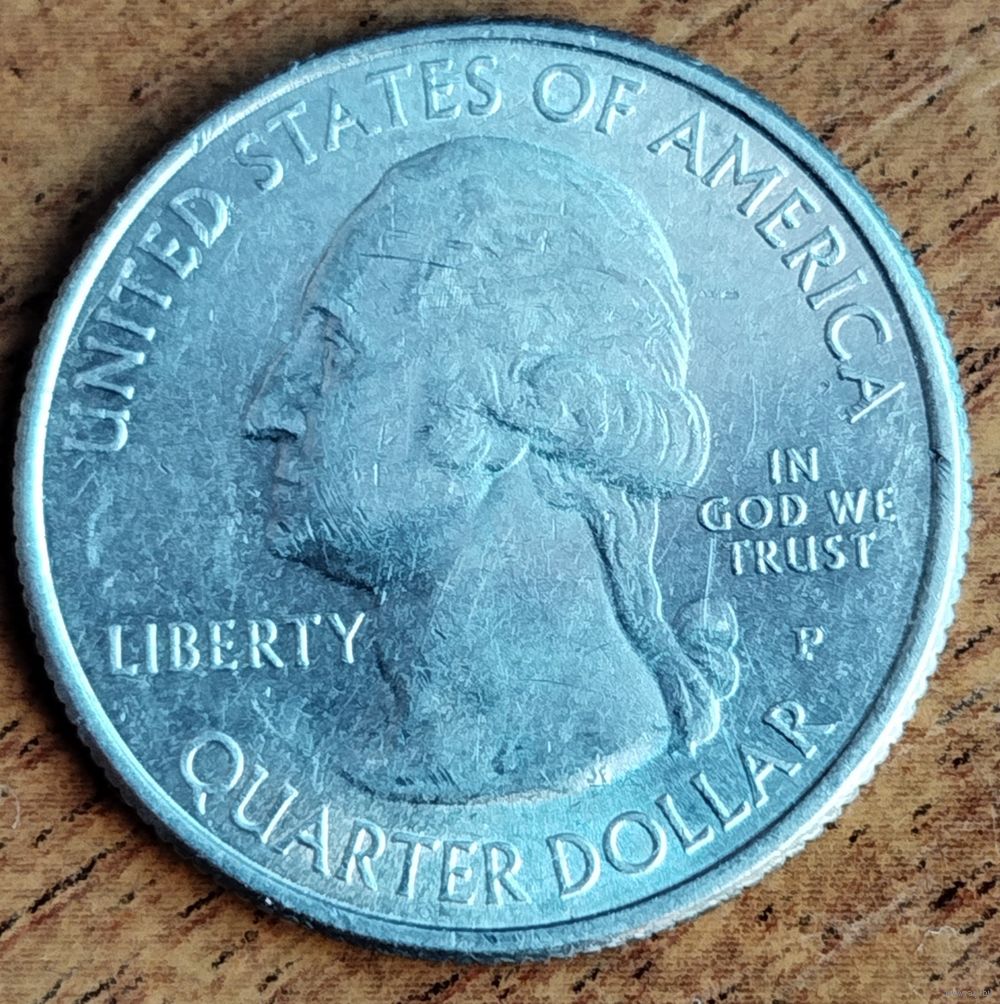 UNITED STATES OF AMERICA
IN
GOD WE
TRUST
LIBERTY
P
QUARTER DOLLAR